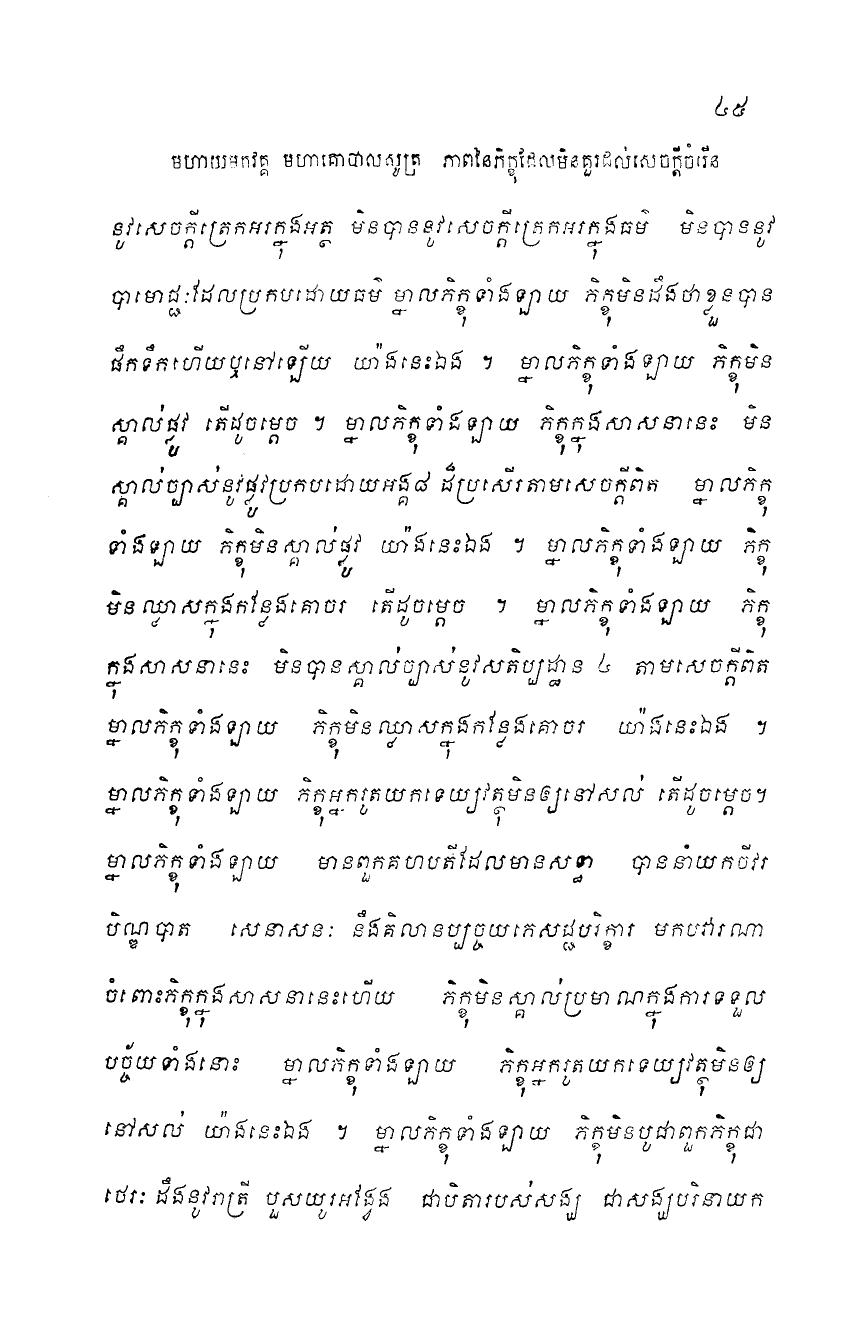 ៤៥
មហាយមកវគ្គ មហាគោបាលសូត្រ ភាពនៃភិក្ខុដែលមិនគួរដល់សេចក្តីចំរើន
នូវសេចក្តីត្រេកអរក្នុងអត្ថ មិនបាននូវសេចក្តីត្រេកអរក្នុងធម៌ មិនបាននូវ
បាមោជ្ជៈដែលប្រកបដោយធម៌ ម្នាលភិក្ខុទាំងឡាយ ភិក្ខុមិនដឹងថាខ្លួនបាន
ផឹកទឹកហើយឬនៅឡើយ យ៉ាងនេះឯង ។ ម្នាលភិក្ខុទាំងឡាយ ភិក្ខុមិន
ស្គាល់ផ្លូវ តើដូចម្តេច ។ ម្នាលភិក្ខុទាំងឡាយ ភិក្ខុក្នុងសាសនានេះ មិន
ស្គាល់ច្បាស់នូវផ្លូវប្រកបដោយអង្គ៨ ដ៏ប្រសើរតាមសេចក្តីពិត ម្នាលភិក្ខុ
ទាំងឡាយ ភិក្ខុមិនស្គាល់ផ្លូវ យ៉ាងនេះឯង ។ ម្នាលភិក្ខុទាំងឡាយ ភិក្ខុ
មិនឈ្លាសក្នុងកន្លែងគោចរ តើដូចម្តេច ។ ម្នាលភិក្ខុទាំងឡាយ ភិក្ខុ
ក្នុងសាសនានេះ មិនបានស្គាល់ច្បាស់នូវសតិប្បដ្ឋាន ៤ តាមសេចក្តីពិត
ម្នាលភិក្ខុទាំងឡាយ ភិក្ខុមិនឈ្លាសក្នុងកន្លែងគោចរ យ៉ាងនេះឯង ។
ម្នាលភិក្ខុទាំងឡាយ ភិក្ខុអ្នករូតយកទេយ្យវត្ថុមិនឲ្យនៅសល់ តើដូចម្តេច។
ម្នាលភិក្ខុទាំងឡាយ មានពួកគហបតីដែលមានសទ្ធា បាននាំយកចីវរ
បិណ្ឌបាត សេនាសនៈ នឹងគិលានប្បច្ចយភេសជ្ជបរិក្ខារ មកបវារណា
ចំពោះភិក្ខុក្នុងសាសនានេះហើយ ភិក្ខុមិនស្គាល់ប្រមាណក្នុងការទទួល
បច្ច័យទាំងនោះ ម្នាលភិក្ខុទាំងឡាយ ភិក្ខុអ្នករូតយកទេយ្យវត្ថុមិនឲ្យ
នៅសល់ យ៉ាងនេះឯង ។ ម្នាលភិក្ខុទាំងឡាយ ភិក្ខុមិនបូជាពួកភិក្ខុជា
ថេរៈ ដឹងនូវរាត្រី បួសយូរអង្វែង ជាបិតារបស់សង្ឃ ជាសង្ឃបរិនាយក